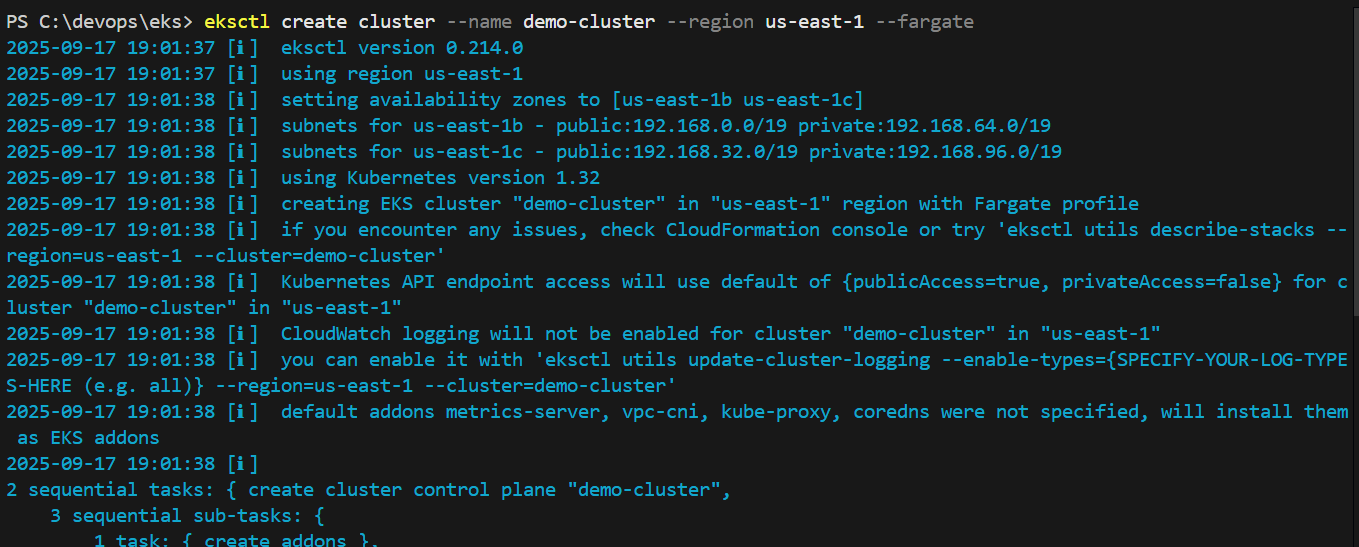 PS C:\devops\eks> eksctl create cluster --name demo-cluster --region us-east-1 --fargate
2025-09-17 19:01:37 [ℹ]  eksctl version 0.214.0
2025-09-17 19:01:37 [ℹ]  using region us-east-1
2025-09-17 19:01:38 [ℹ]  setting availability zones to [us-east-1b us-east-1c]
2025-09-17 19:01:38 [ℹ]  subnets for us-east-1b - public:192.168.0.0/19 private:192.168.64.0/19
2025-09-17 19:01:38 [ℹ]  subnets for us-east-1c - public:192.168.32.0/19 private:192.168.96.0/19
2025-09-17 19:01:38 [ℹ]  using Kubernetes version 1.32
2025-09-17 19:01:38 [ℹ]  creating EKS cluster "demo-cluster" in "us-east-1" region with Fargate profile
2025-09-17 19:01:38 [ℹ]  if you encounter any issues, check CloudFormation console or try 'eksctl utils describe-stacks --
region=us-east-1 --cluster=demo-cluster'
2025-09-17 19:01:38 [ℹ]  Kubernetes API endpoint access will use default of {publicAccess=true, privateAccess=false} for c
luster "demo-cluster" in "us-east-1"
2025-09-17 19:01:38 [ℹ]  CloudWatch logging will not be enabled for cluster "demo-cluster" in "us-east-1"
2025-09-17 19:01:38 [ℹ]  you can enable it with 'eksctl utils update-cluster-logging --enable-types={SPECIFY-YOUR-LOG-TYPE
S-HERE (e.g. all)} --region=us-east-1 --cluster=demo-cluster'
2025-09-17 19:01:38 [ℹ]  default addons metrics-server, vpc-cni, kube-proxy, coredns were not specified, will install them
 as EKS addons
2025-09-17 19:01:38 [ℹ]
2 sequential tasks: { create cluster control plane "demo-cluster",
    3 sequential sub-tasks: {
        1 task: { create addons },